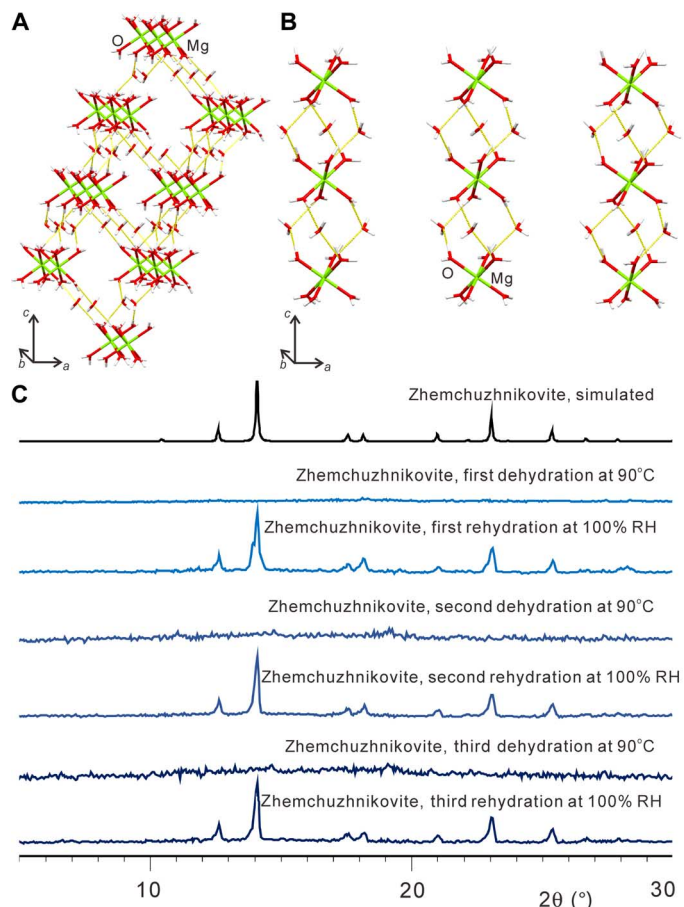 A
O
Mg
c
b
a
B
O
Mg
c
b
a
C
Zhemchuzhnikovite, simulated
Zhemchuzhnikovite, first dehydration at 90°C
Zhemchuzhnikovite, first rehydration at 100% RH
Zhemchuzhnikovite, second dehydration at 90°C
Zhemchuzhnikovite, second rehydration at 100% RH
Zhemchuzhnikovite, third dehydration at 90°C
Zhemchuzhnikovite, third rehydration at 100% RH
10 20 30
2θ (°)